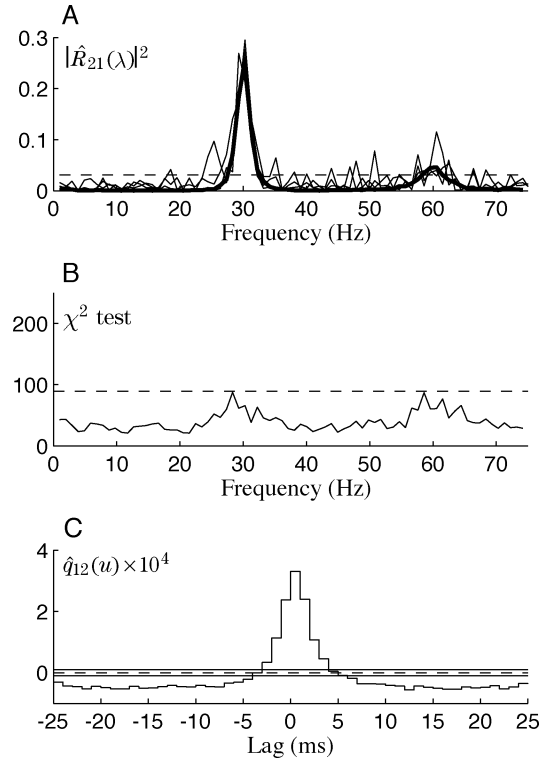 A
0.3
|R̂₂₁(λ)|²
0.2
0.1
0
0 10 20 30 40 50 60 70
Frequency (Hz)
B
χ² test
200
100
0
0 10 20 30 40 50 60 70
Frequency (Hz)
C
4
q̂₁₂(u)×10⁴
2
0
-25 -20 -15 -10 -5 0 5 10 15 20 25
Lag (ms)